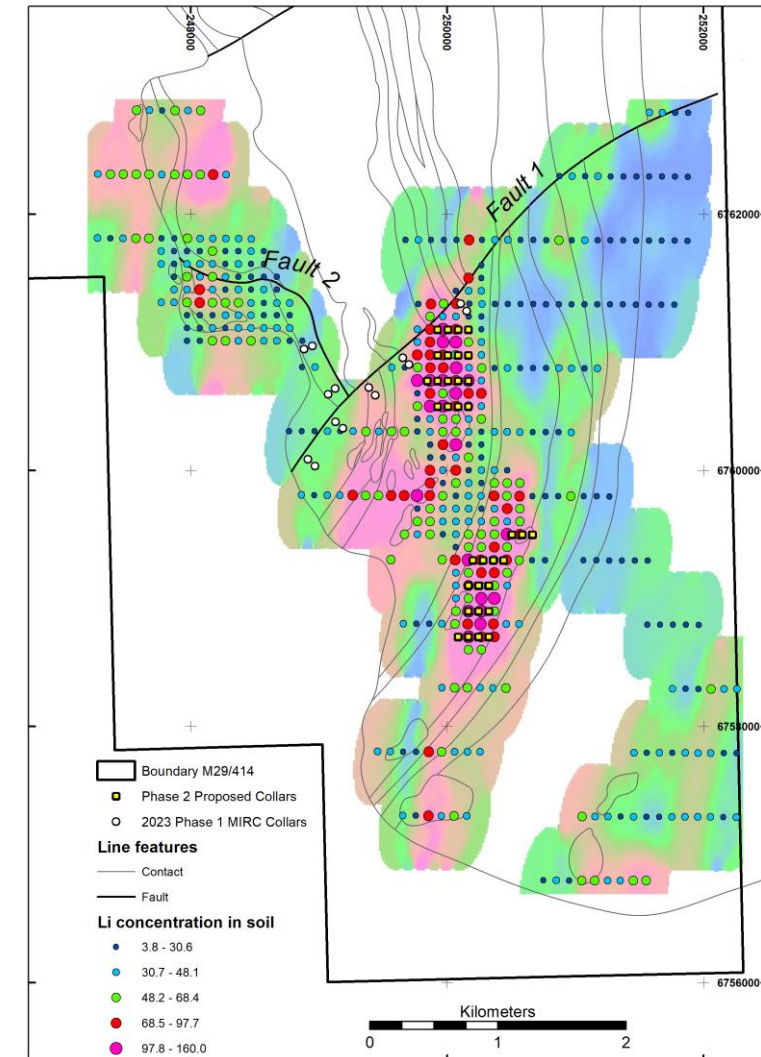 248000
250000
252000
6762000
Fault 1
Fault 2
6760000
6758000
Boundary M29/414
Phase 2 Proposed Collars
2023 Phase 1 MIRC Collars
Line features
Contact
Fault
Li concentration in soil
3.8 - 30.6
30.7 - 48.1
48.2 - 68.4
68.5 - 97.7
97.8 - 160.0
6756000
Kilometers
0 1 2